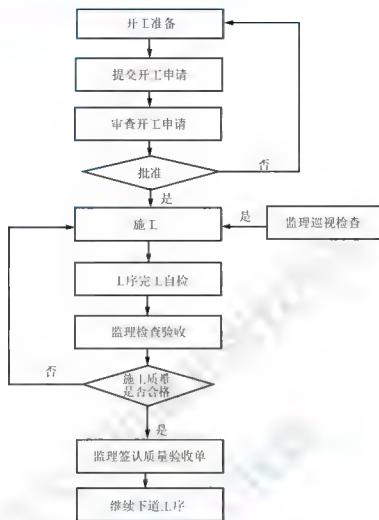 开工准备
提交开工申请
审查开工申请
批准
否
是
施工
是
监理巡视检查
工序完工自检
监理检查验收
否
施工质量
是否合格
是
监理签认质量验收单
继续下道工序